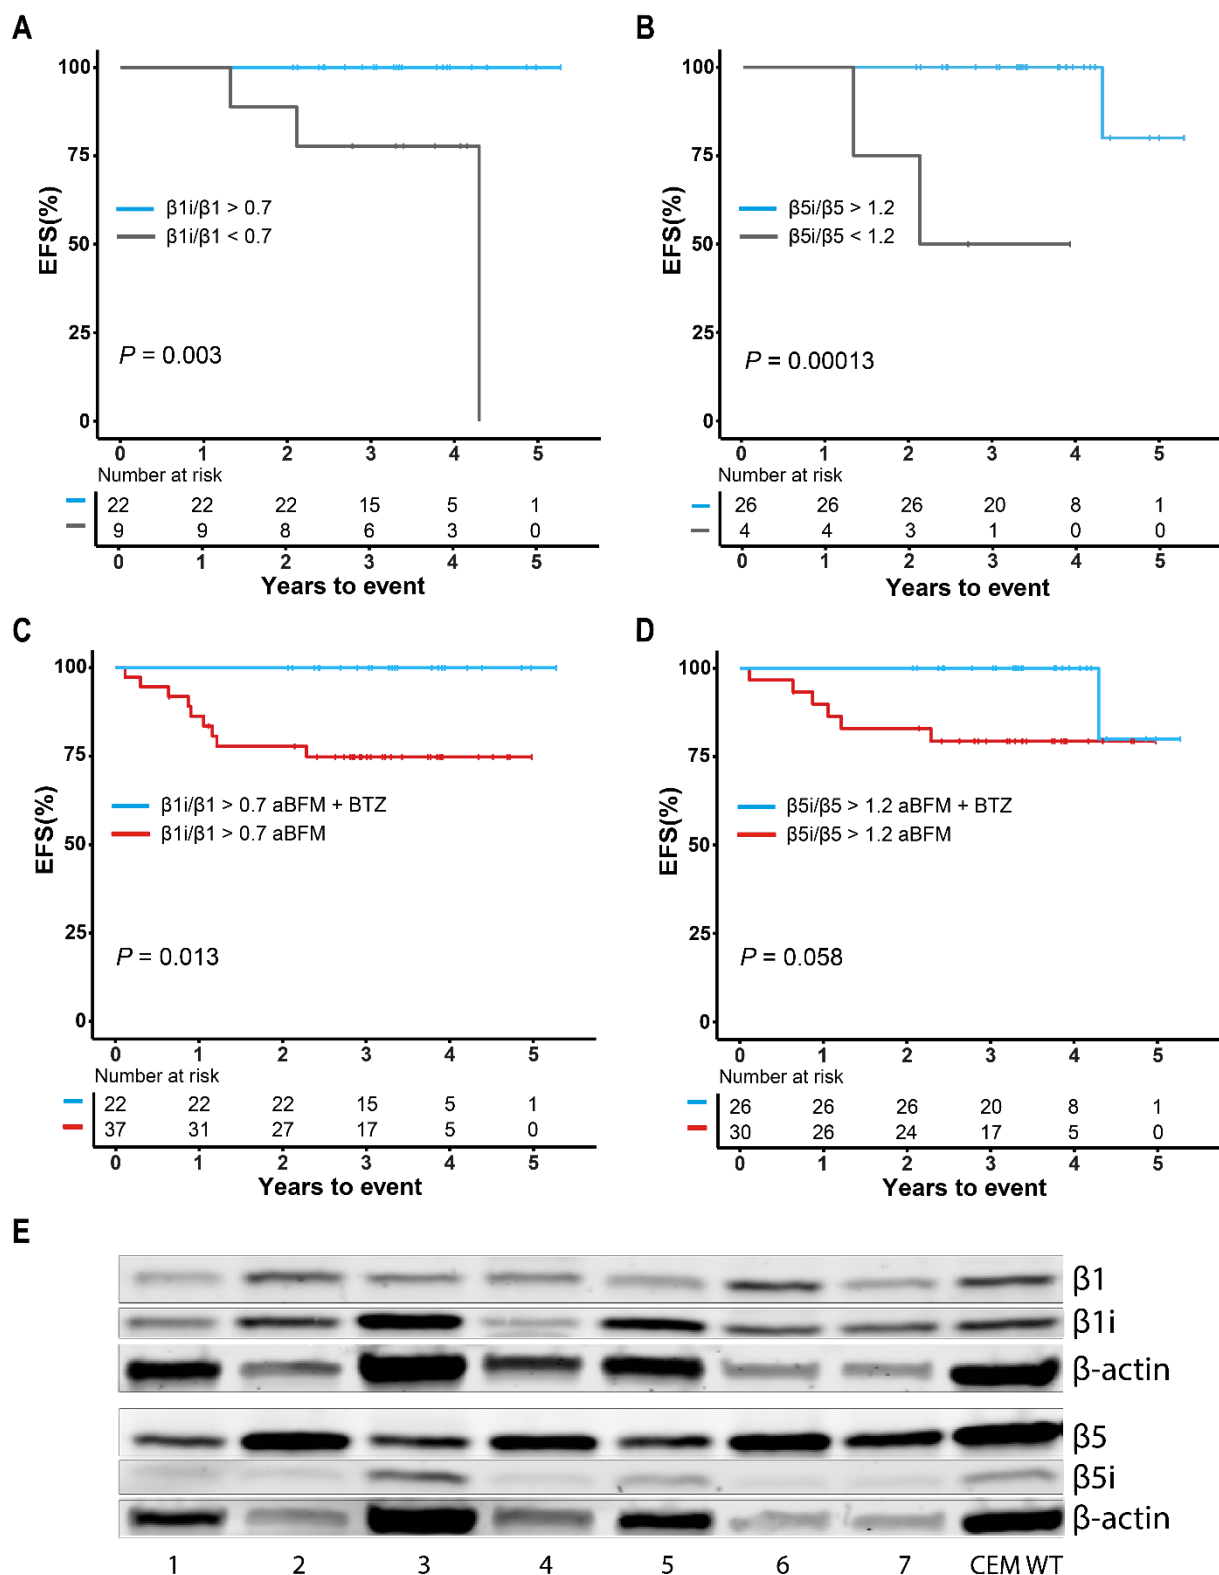 A
100
75
50
25
0
EFS(%)
β1i/β1 > 0.7
β1i/β1 < 0.7
P = 0.003
0 1 2 3 4 5
Number at risk
22 22 22 15 5 1
9 9 8 6 3 0
0 1 2 3 4 5
Years to event
B
100
75
50
25
0
EFS(%)
β5i/β5 > 1.2
β5i/β5 < 1.2
P = 0.00013
0 1 2 3 4 5
Number at risk
26 26 26 20 8 1
4 4 3 1 0 0
0 1 2 3 4 5
Years to event
C
100
75
50
25
0
EFS(%)
β1i/β1 > 0.7 aBFM + BTZ
β1i/β1 > 0.7 aBFM
P = 0.013
0 1 2 3 4 5
Number at risk
22 22 22 15 5 1
37 31 27 17 5 0
0 1 2 3 4 5
Years to event
D
100
75
50
25
0
EFS(%)
β5i/β5 > 1.2 aBFM + BTZ
β5i/β5 > 1.2 aBFM
P = 0.058
0 1 2 3 4 5
Number at risk
26 26 26 20 8 1
30 26 24 17 5 0
0 1 2 3 4 5
Years to event
E
β1
β1i
β-actin
β5
β5i
β-actin
1 2 3 4 5 6 7 CEM WT